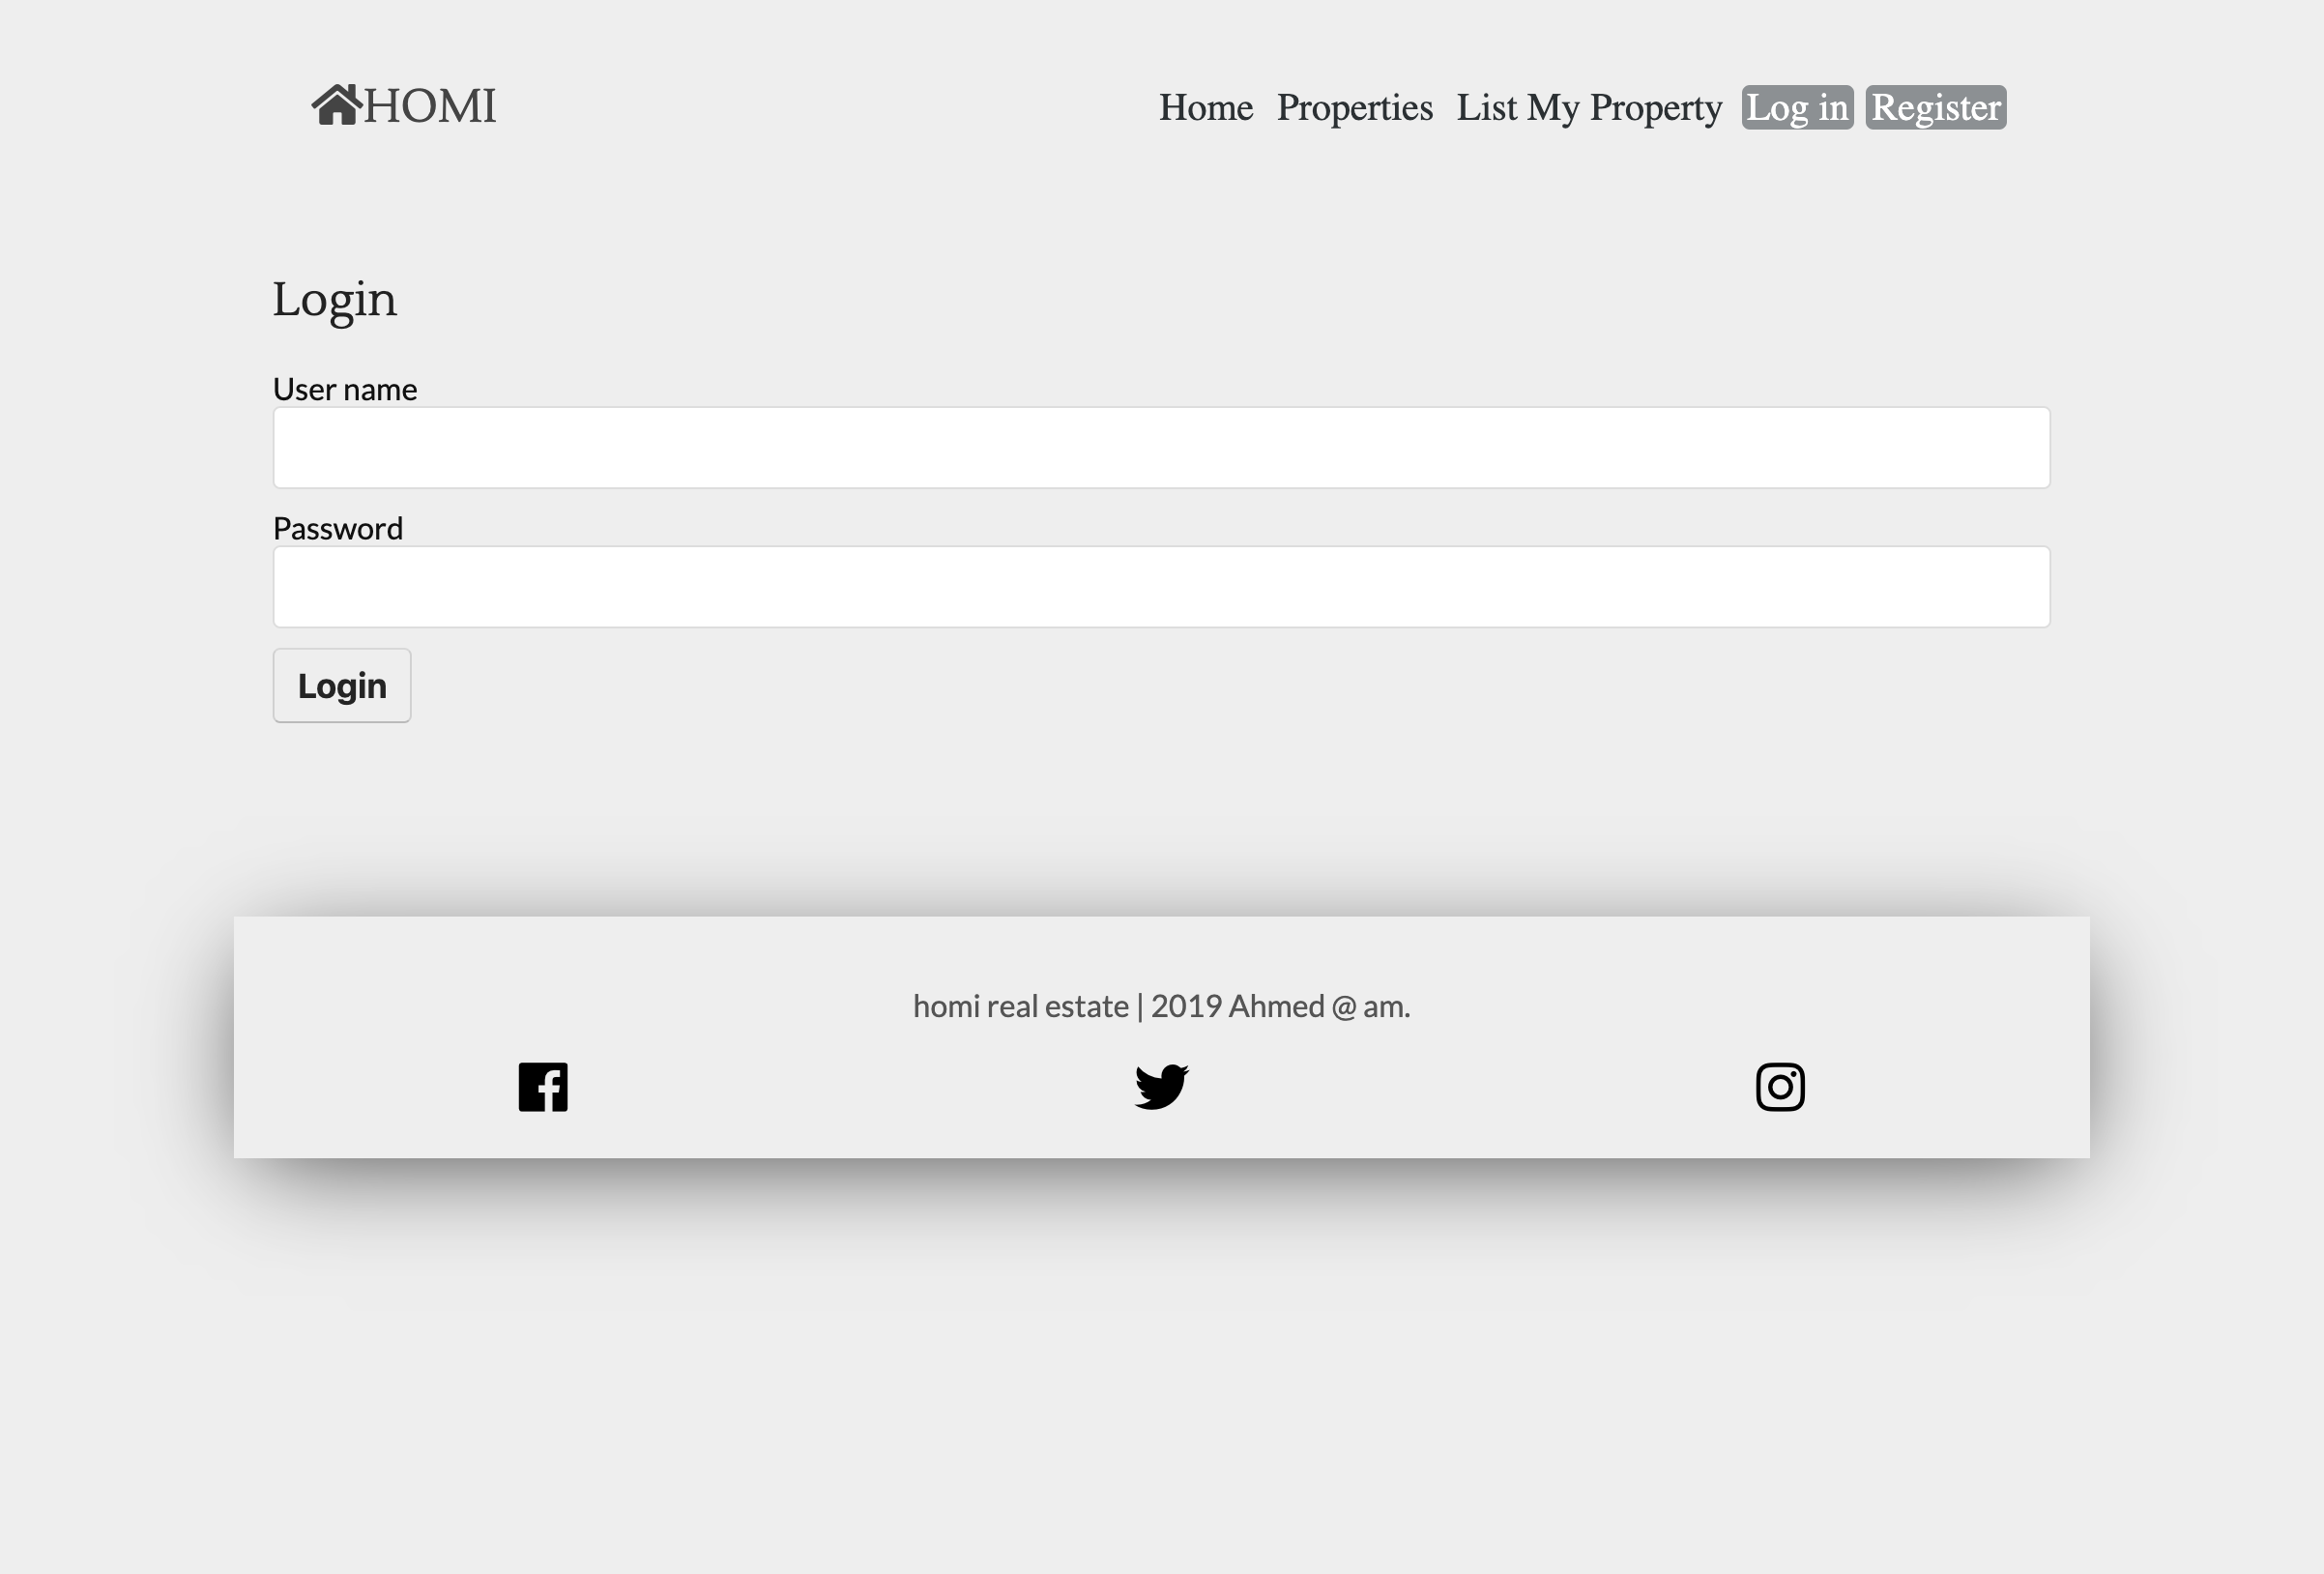 HOMI
Home Properties List My Property Log in Register
Login
User name
Password
Login
homi real estate | 2019 Ahmed @ am.